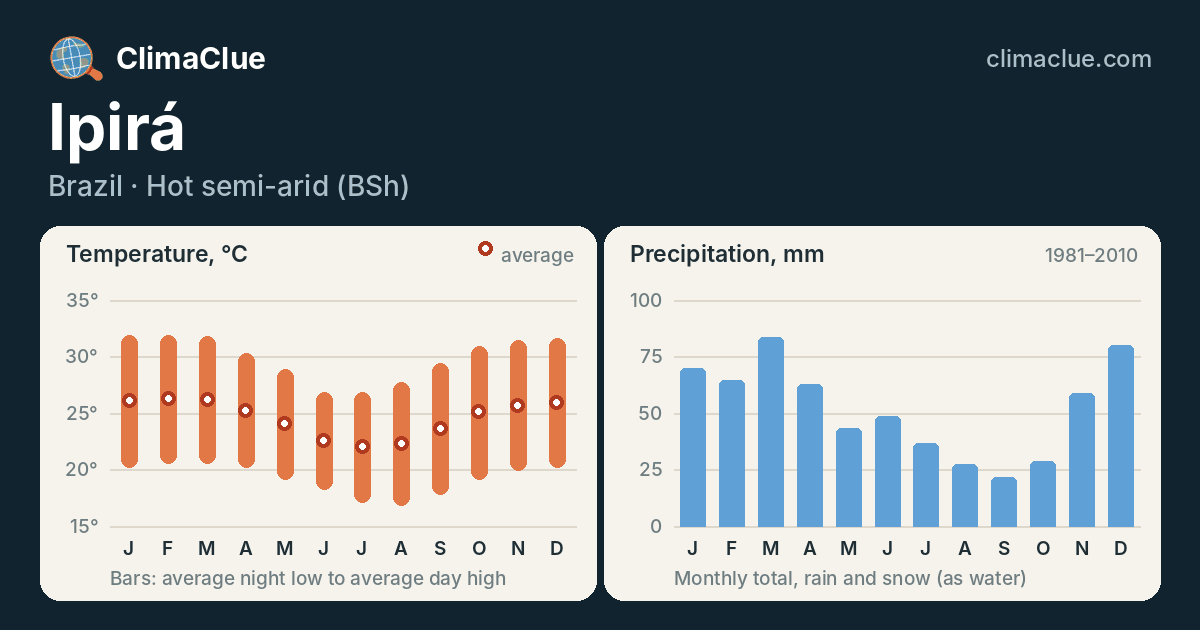 ClimaClue
climaclue.com
Ipirá
Brazil · Hot semi-arid (BSh)
Temperature, °C
average
35°
30°
25°
20°
15°
J F M A M J J A S O N D
Bars: average night low to average day high
Precipitation, mm
1981–2010
100
75
50
25
0
J F M A M J J A S O N D
Monthly total, rain and snow (as water)